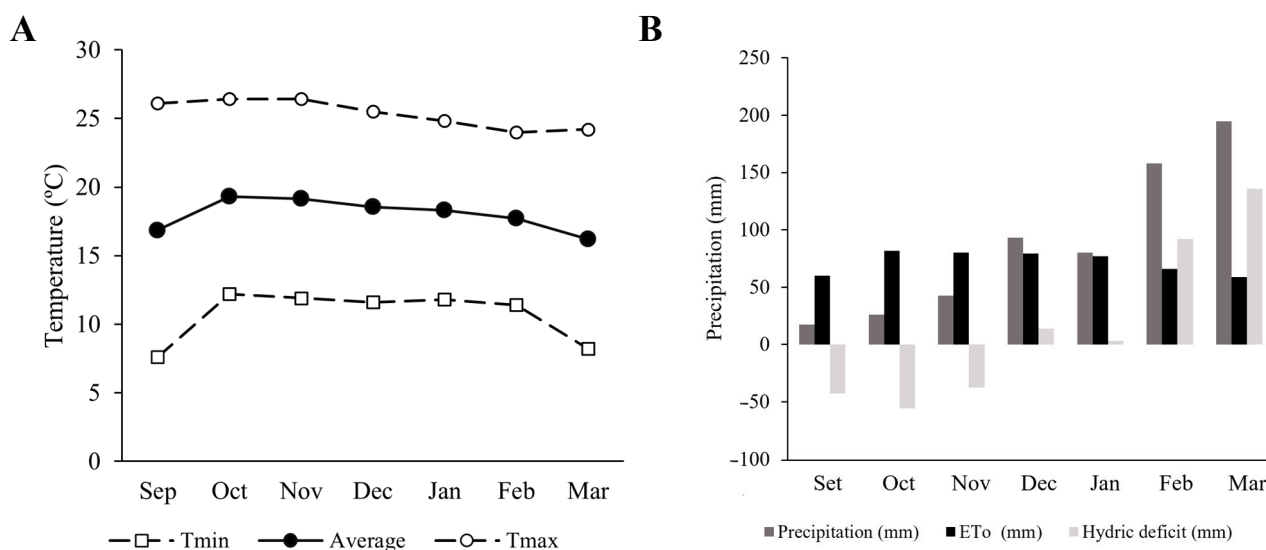 A
30
25
20
15
10
5
0
Temperature (ºC)
Sep Oct Nov Dec Jan Feb Mar
Tmin Average Tmax
B
250
200
150
100
50
0
-50
-100
Precipitation (mm)
Set Oct Nov Dec Jan Feb Mar
Precipitation (mm) ETo (mm) Hydric deficit (mm)